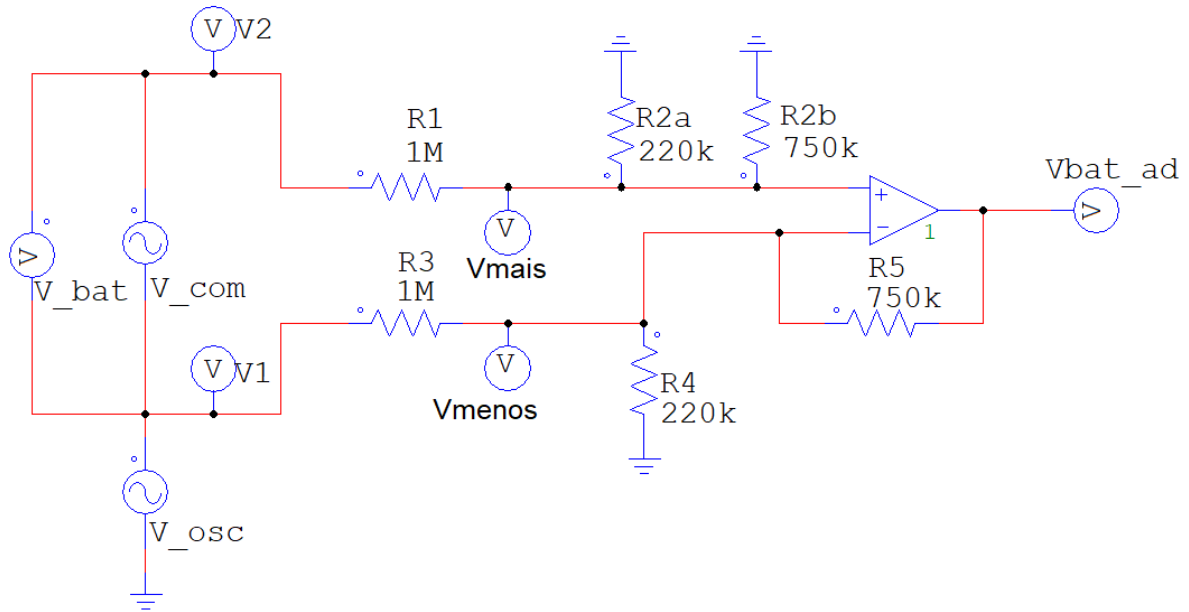 V V2
R1
1M
R2a
220k
R2b
750k
Vbat_ad
V
+
-
1
V
Vmais
V
V_bat
V_com
R3
1M
R5
750k
V V1
V
Vmenos
R4
220k
V_osc